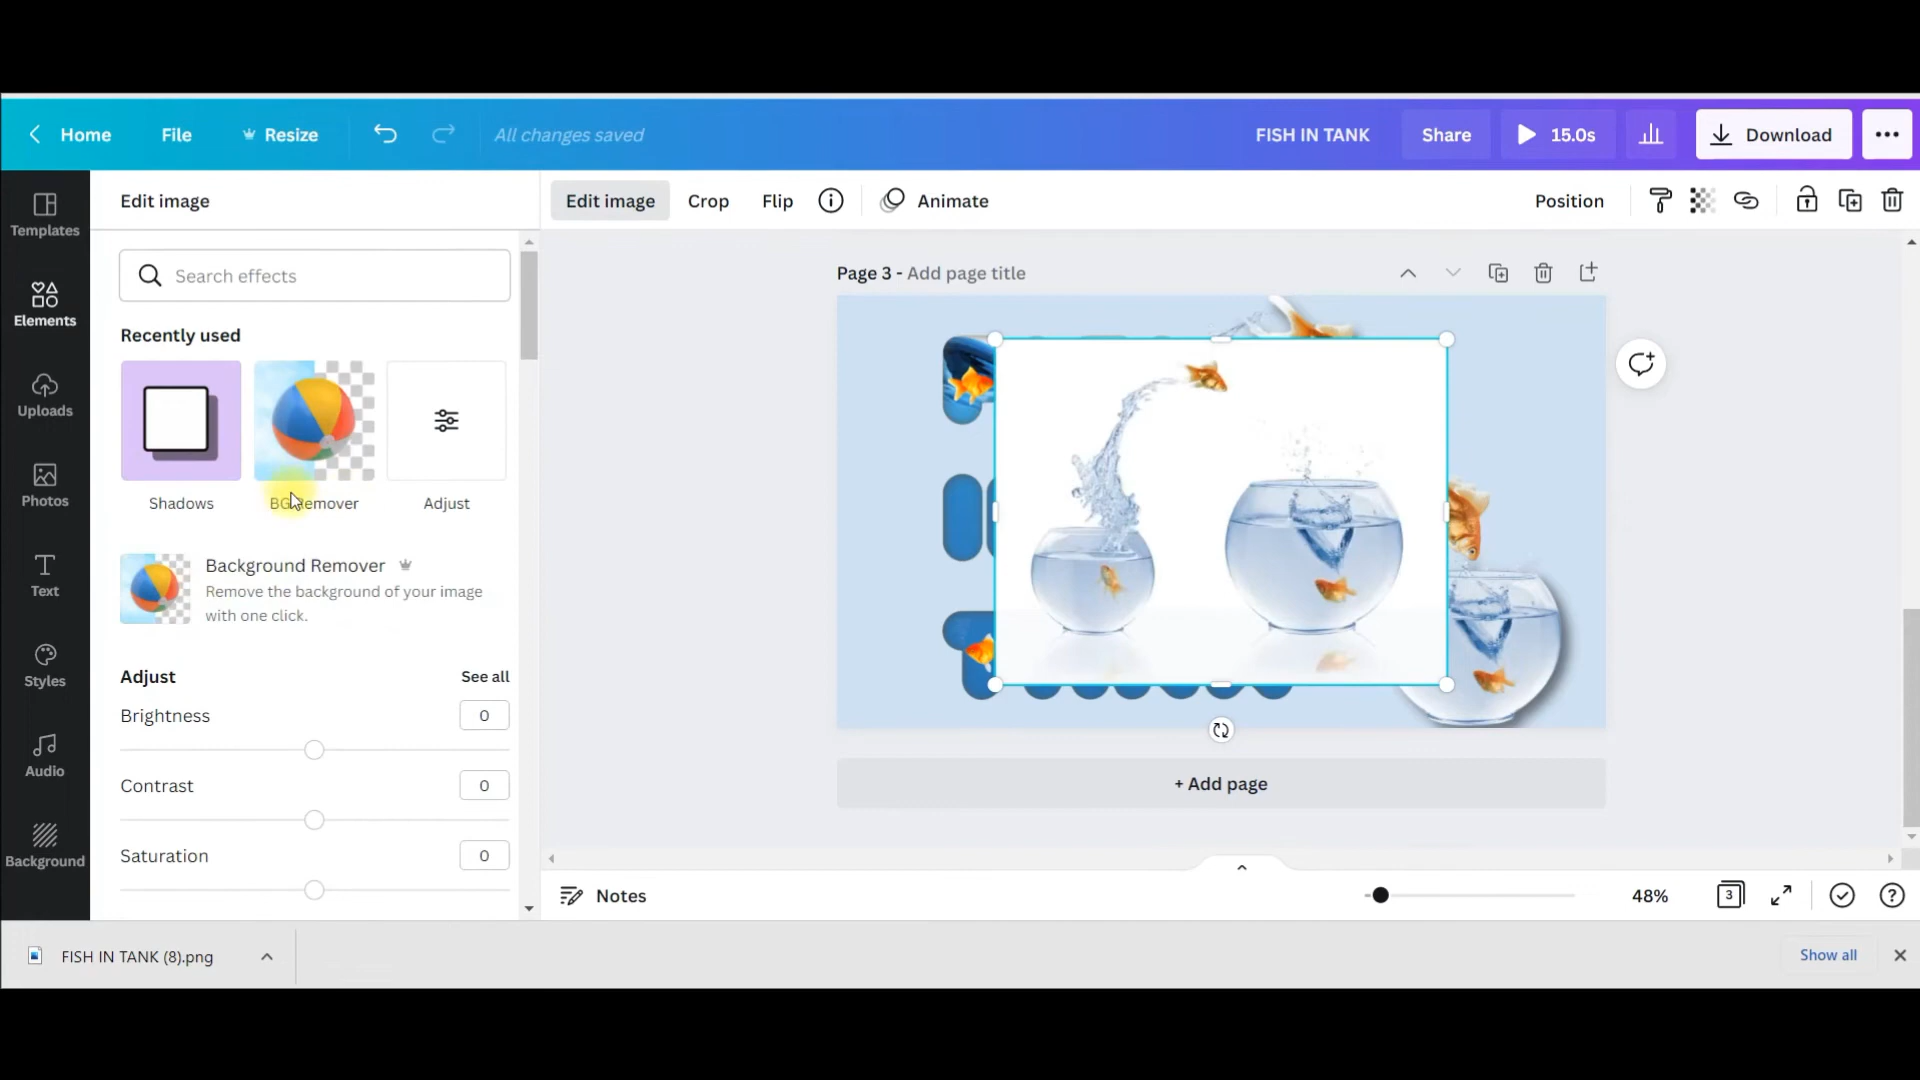 Home File Resize All changes saved FISH IN TANK Share 15.0s Download
Templates
Elements
Uploads
Photos
Text
Styles
Audio
Background
Edit image
Search effects
Recently used
Shadows BG Remover Adjust
Background Remover
Remove the background of your image
with one click.
Adjust See all
Brightness 0
Contrast 0
Saturation 0
Edit image Crop Flip Animate Position
Page 3 - Add page title
+ Add page
Notes 48% 3
FISH IN TANK (8).png Show all